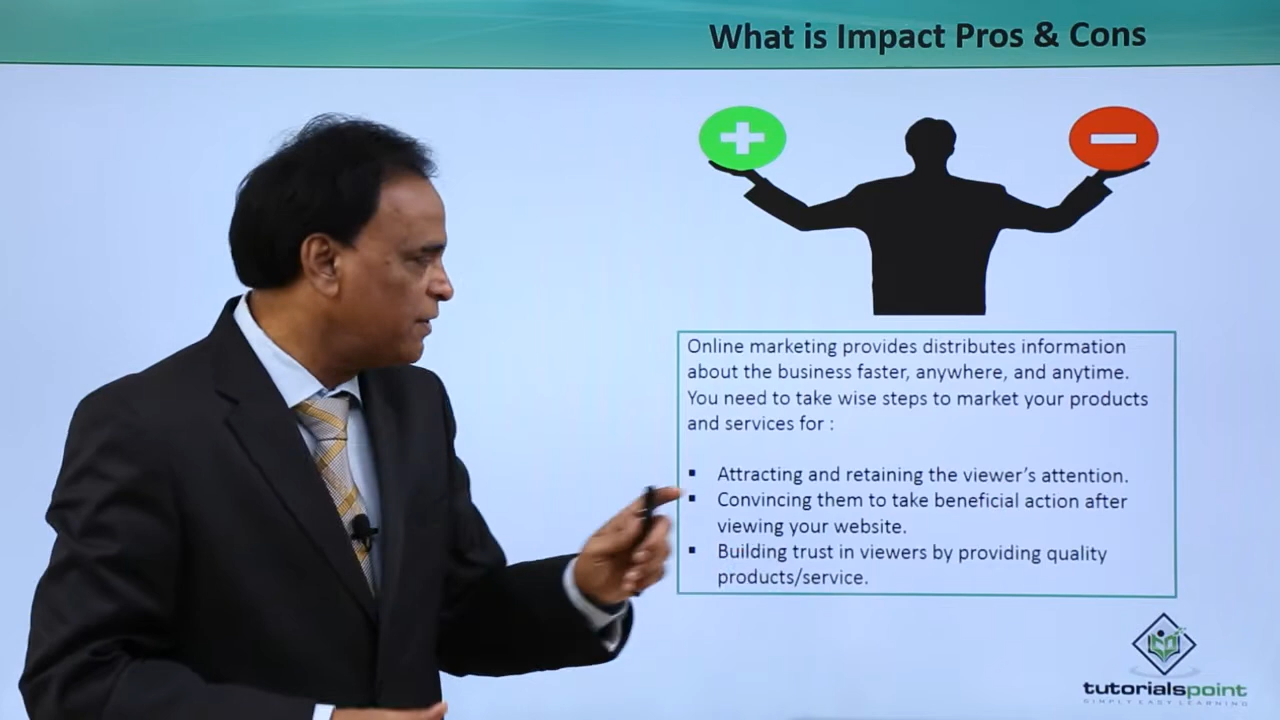 What is Impact Pros & Cons
Online marketing provides distributes information
about the business faster, anywhere, and anytime.
You need to take wise steps to market your products
and services for :
▪ Attracting and retaining the viewer's attention.
▪ Convincing them to take beneficial action after
viewing your website.
▪ Building trust in viewers by providing quality
products/service.
tutorialspoint
SIMPLY EASY LEARNING